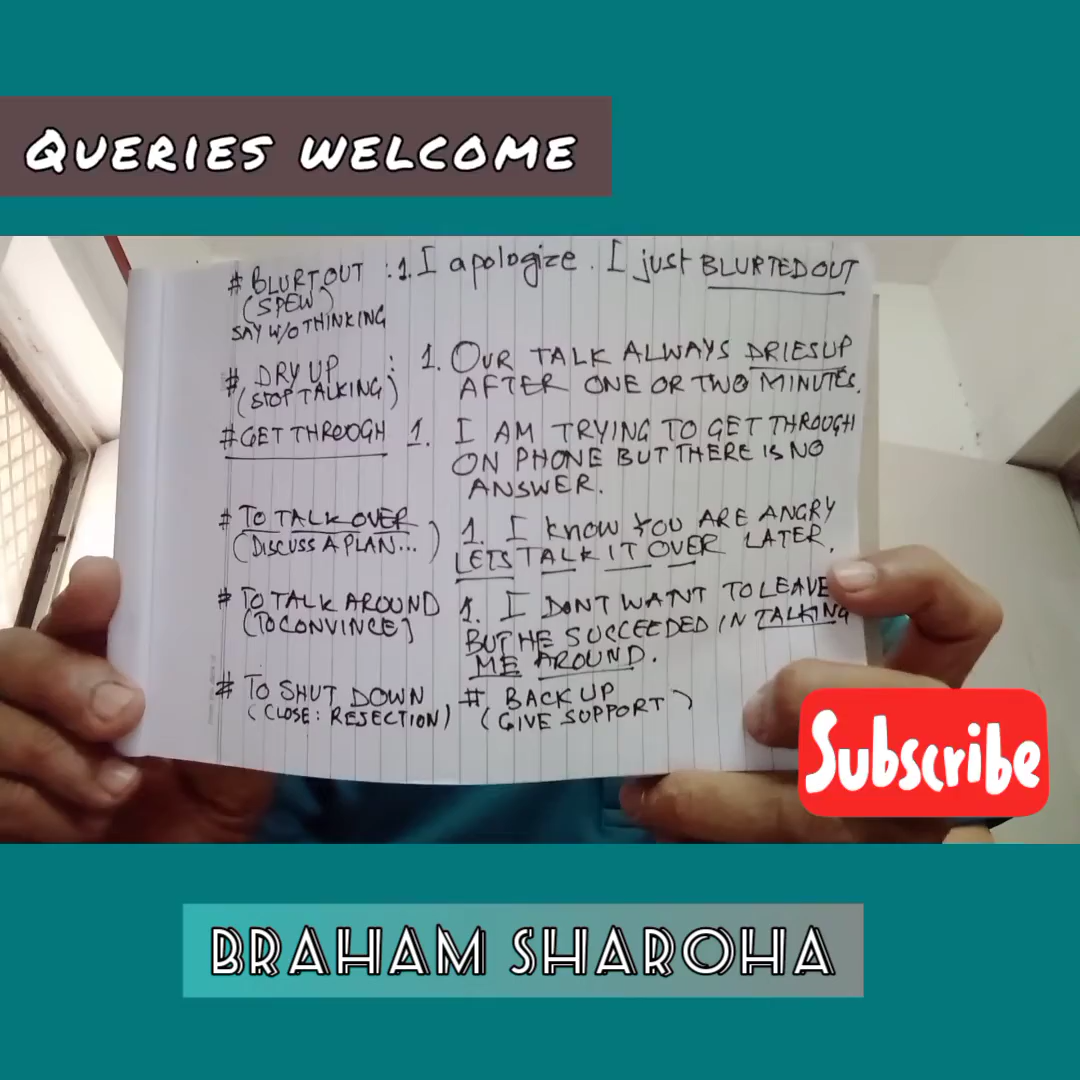 QUERIES WELCOME
# BLURT OUT : 1. I apologize. I just BLURTED OUT
(SPEW)
SAY W/O THINKING
# DRY UP : 1. OUR TALK ALWAYS DRIES UP
(STOP TALKING) AFTER ONE OR TWO MINUTES.
# GET THROUGH 1. I AM TRYING TO GET THROUGH
ON PHONE BUT THERE IS NO
ANSWER.
# TO TALK OVER 1. I know YOU ARE ANGRY
(DISCUSS A PLAN...) LETS TALK IT OVER LATER.
# TO TALK AROUND 1. I DONT WANT TO LEAVE
(TO CONVINCE] BUT HE SUCCEEDED IN TALKING
ME AROUND.
# TO SHUT DOWN # BACK UP
(CLOSE: REJECTION) (GIVE SUPPORT)
Subscribe
BRAHAM SHAROHA